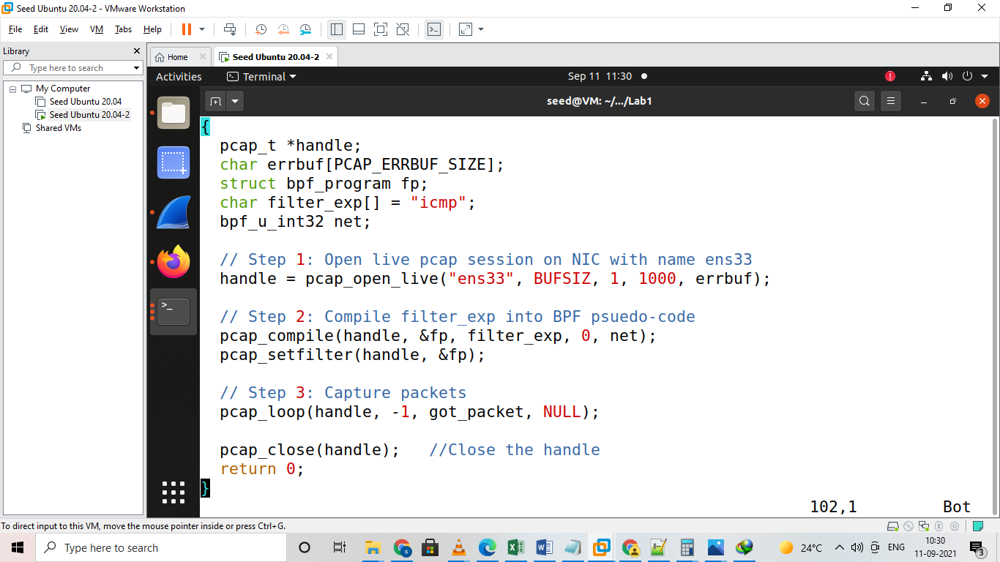 Seed Ubuntu 20.04-2 - VMware Workstation
File Edit View VM Tabs Help
Library
Type here to search
My Computer
Seed Ubuntu 20.04
Seed Ubuntu 20.04-2
Shared VMs
Home
Seed Ubuntu 20.04-2
Activities Terminal Sep 11 11:30
seed@VM: ~/.../Lab1
{
pcap_t *handle;
char errbuf[PCAP_ERRBUF_SIZE];
struct bpf_program fp;
char filter_exp[] = "icmp";
bpf_u_int32 net;
// Step 1: Open live pcap session on NIC with name ens33
handle = pcap_open_live("ens33", BUFSIZ, 1, 1000, errbuf);
// Step 2: Compile filter_exp into BPF psuedo-code
pcap_compile(handle, &fp, filter_exp, 0, net);
pcap_setfilter(handle, &fp);
// Step 3: Capture packets
pcap_loop(handle, -1, got_packet, NULL);
pcap_close(handle); //Close the handle
return 0;
}
102,1 Bot
To direct input to this VM, move the mouse pointer inside or press Ctrl+G.
Type here to search
24°C
ENG
10:30
11-09-2021
3